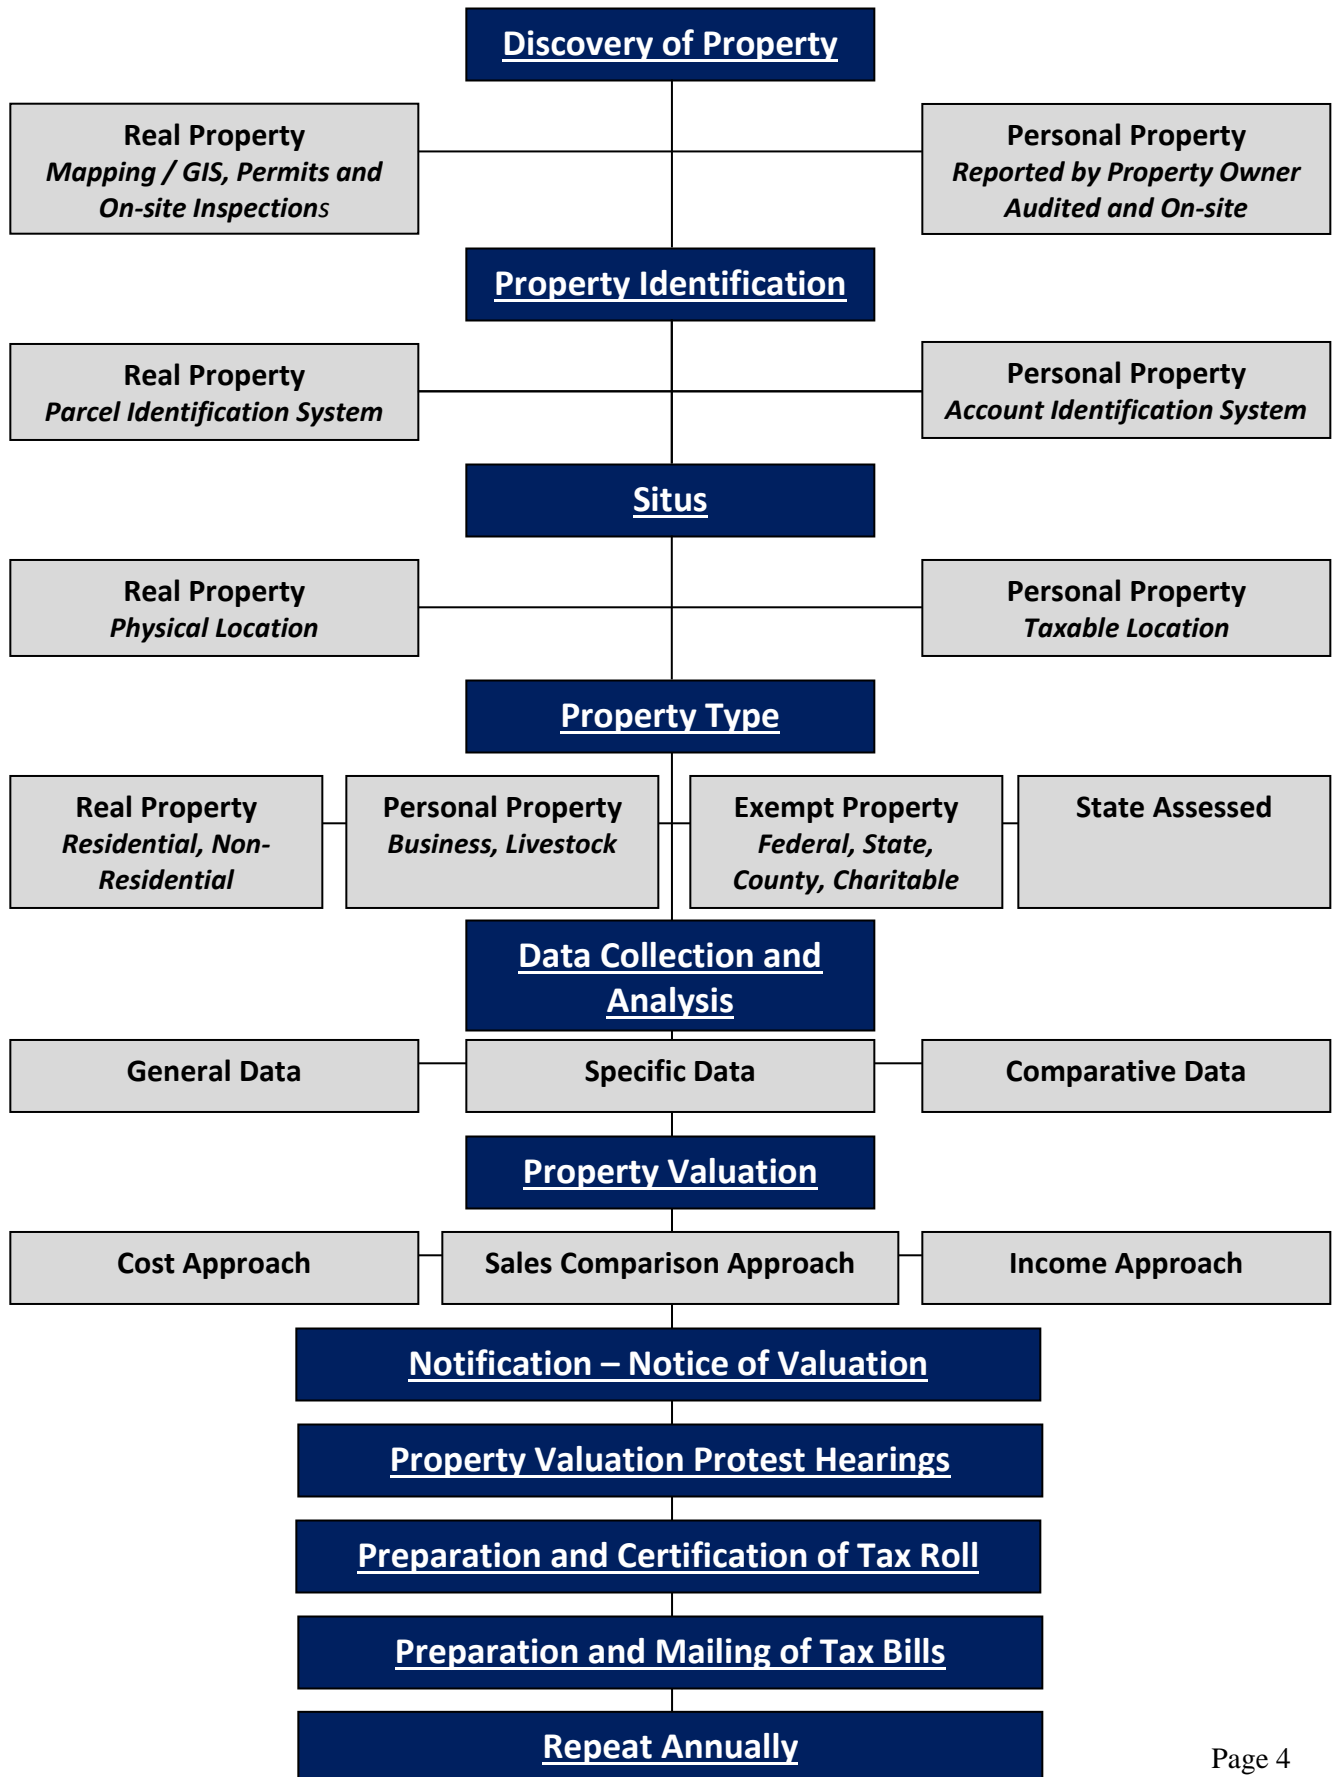 Discovery of Property
Real Property
Mapping / GIS, Permits and
On-site Inspections
Personal Property
Reported by Property Owner
Audited and On-site
Property Identification
Real Property
Parcel Identification System
Personal Property
Account Identification System
Situs
Real Property
Physical Location
Personal Property
Taxable Location
Property Type
Real Property
Residential, Non-
Residential
Personal Property
Business, Livestock
Exempt Property
Federal, State,
County, Charitable
State Assessed
Data Collection and
Analysis
General Data
Specific Data
Comparative Data
Property Valuation
Cost Approach
Sales Comparison Approach
Income Approach
Notification – Notice of Valuation
Property Valuation Protest Hearings
Preparation and Certification of Tax Roll
Preparation and Mailing of Tax Bills
Repeat Annually
Page 4